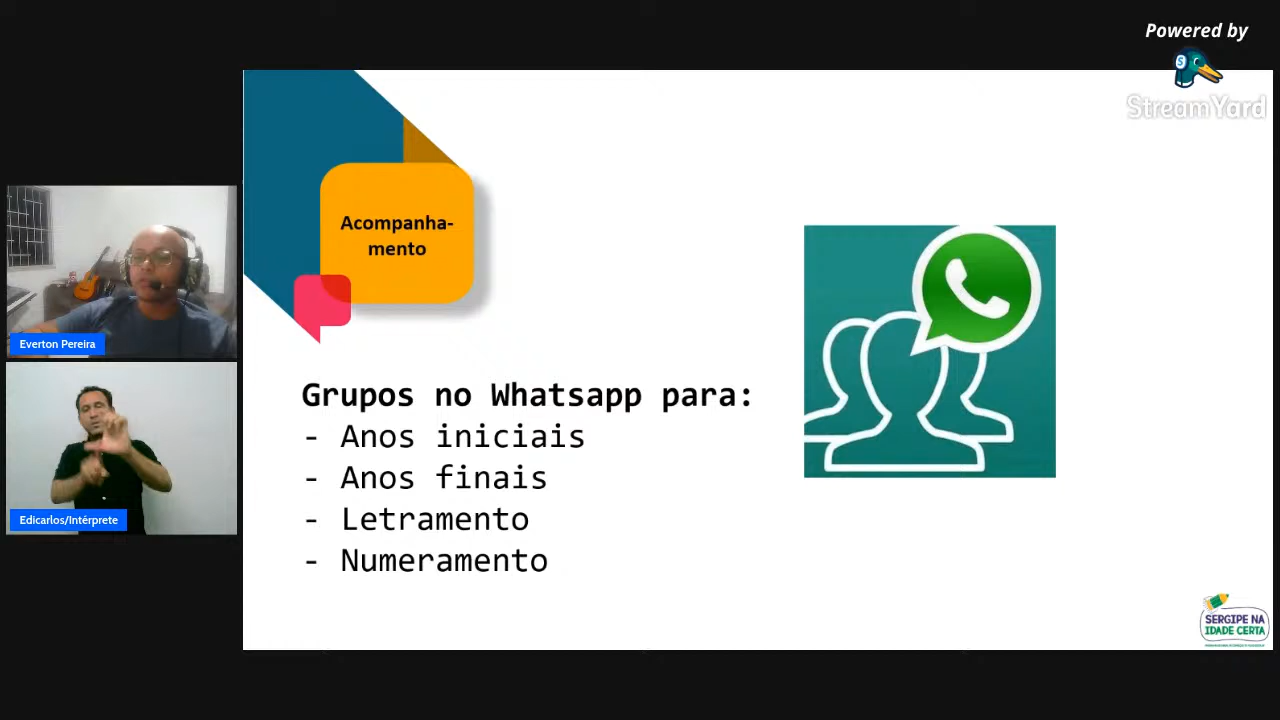 Powered by
StreamYard
Acompanha-
mento
Everton Pereira
Edicarlos/Intérprete
Grupos no Whatsapp para:
- Anos iniciais
- Anos finais
- Letramento
- Numeramento
SERGIPE NA
IDADE CERTA